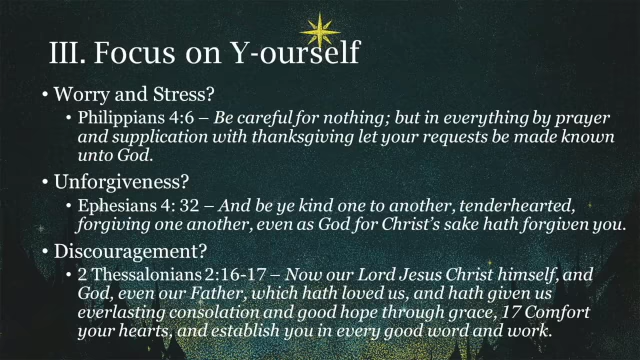 III. Focus on Y-ourself
• Worry and Stress?
• Philippians 4:6 – Be careful for nothing; but in everything by prayer
and supplication with thanksgiving let your requests be made known
unto God.
• Unforgiveness?
• Ephesians 4: 32 – And be ye kind one to another, tenderhearted,
forgiving one another, even as God for Christ's sake hath forgiven you.
• Discouragement?
• 2 Thessalonians 2:16-17 – Now our Lord Jesus Christ himself, and
God, even our Father, which hath loved us, and hath given us
everlasting consolation and good hope through grace, 17 Comfort
your hearts, and establish you in every good word and work.